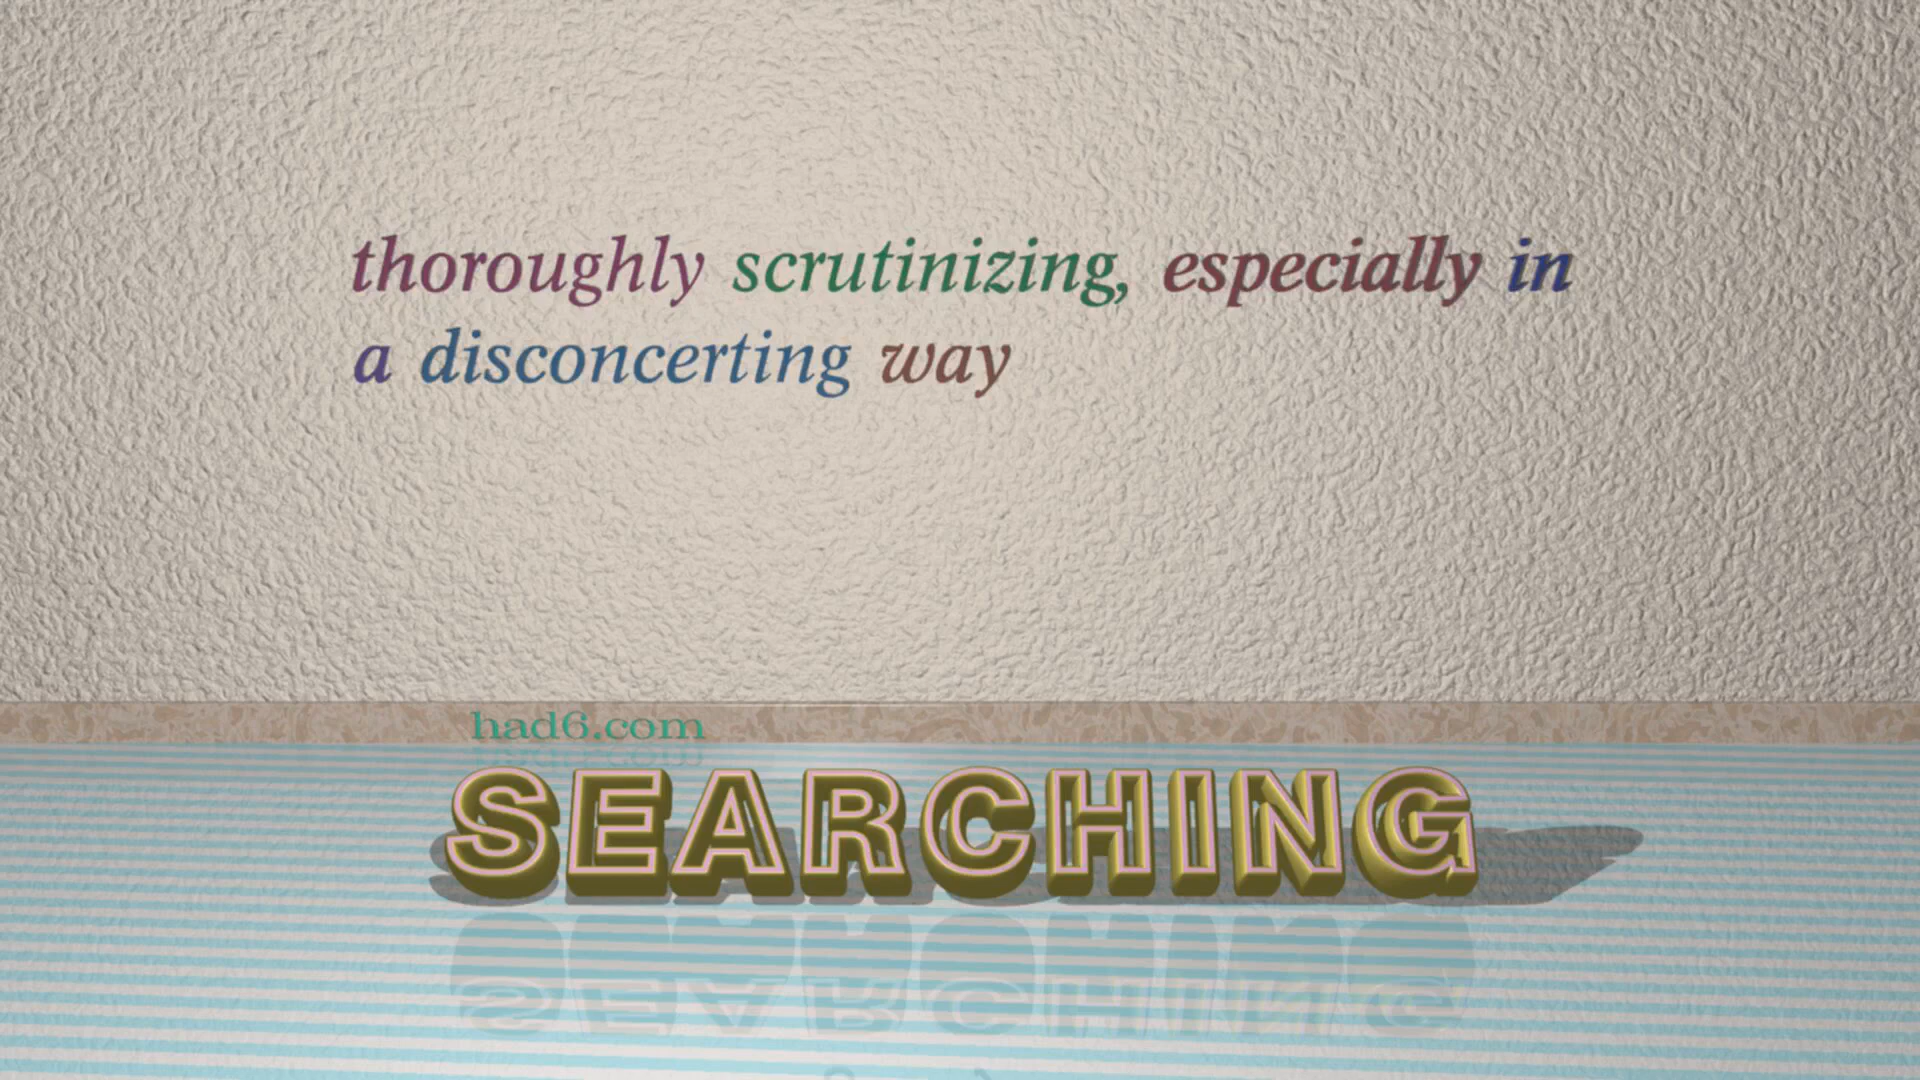 thoroughly scrutinizing, especially in
a disconcerting way
had6.com
SEARCHING